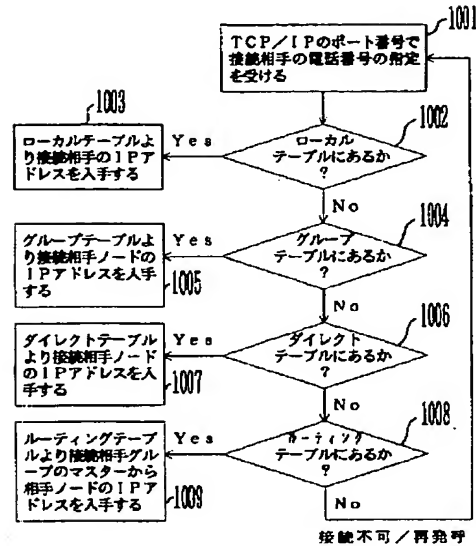 1001
TCP/IPのポート番号で
接続相手の電話番号の指定
を受ける
1003
1002
ローカルテーブルよ
り接続相手のIPア
ドレスを入手する
Yes
ローカル
テーブルにあるか
?
No
1004
グループテーブルよ
り接続相手ノードの
IPアドレスを入手
する
1005
Yes
グループ
テーブルにあるか
?
No
1006
ダイレクトテーブル
より接続相手ノード
のIPアドレスを入
手する
1007
Yes
ダイレクト
テーブルにあるか
?
No
1008
ルーティングテーブ
ルより接続相手グル
ープのマスターから
相手ノードのIPア
ドレスを入手する
1009
Yes
ルーティング
テーブルにあるか
?
No
接続不可/再発呼